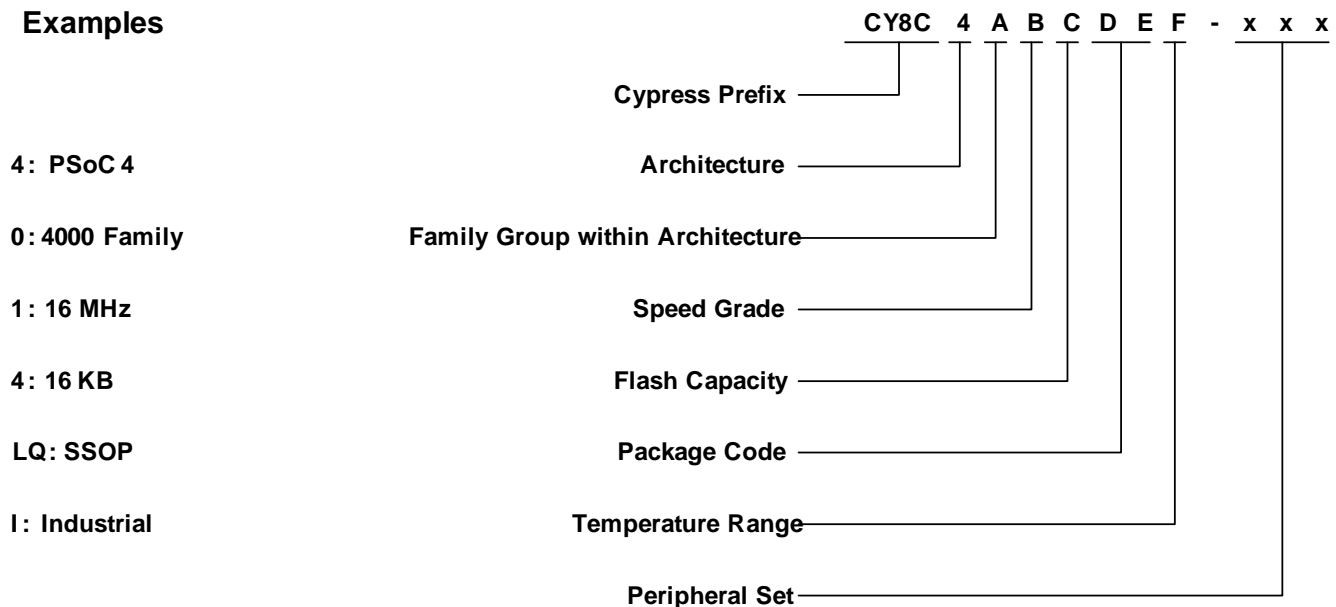 Examples CY8C 4 A B C D E F - x x x
Cypress Prefix
4: PSoC 4 Architecture
0: 4000 Family Family Group within Architecture
1: 16 MHz Speed Grade
4: 16 KB Flash Capacity
LQ: SSOP Package Code
I: Industrial Temperature Range
Peripheral Set